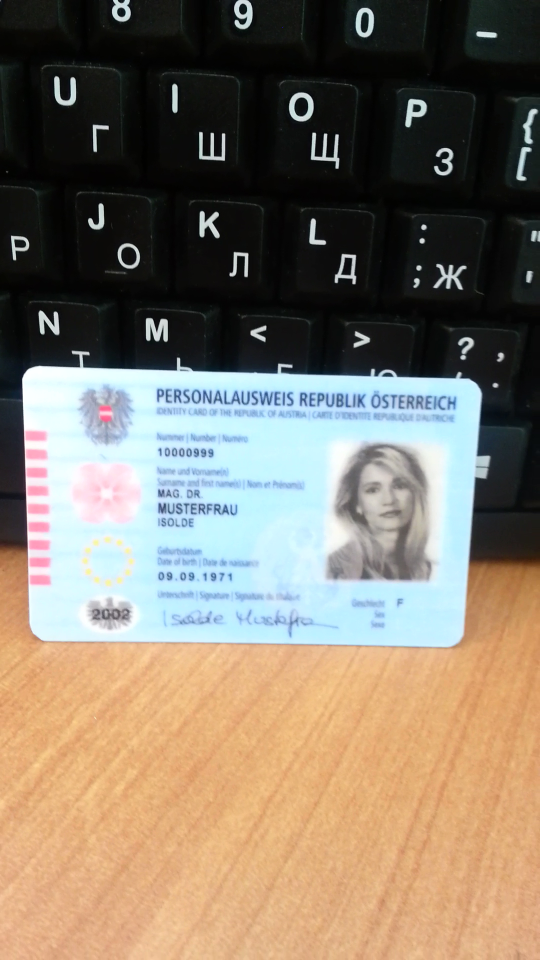 8 9 0 _
U I O P {
Г Ш Щ З [
J K L : "
Р О Л Д ; Ж '
N M < > ? ,
Т Ь Б Ю .
PERSONALAUSWEIS REPUBLIK ÖSTERREICH
IDENTITY CARD OF THE REPUBLIC OF AUSTRIA | CARTE D'IDENTITE REPUBLIQUE D'AUTRICHE
Nummer | Number | Numéro
10000999
Name und Vorname(n)
Surname and first name(s) | Nom et Prénom(s)
MAG. DR.
MUSTERFRAU
ISOLDE
Geburtsdatum
Date of birth | Date de naissance
09.09.1971
Unterschrift | Signature | Signature du titulaire
Isolde Musterfrau
Geschlecht F
Sex
Sexe
2002